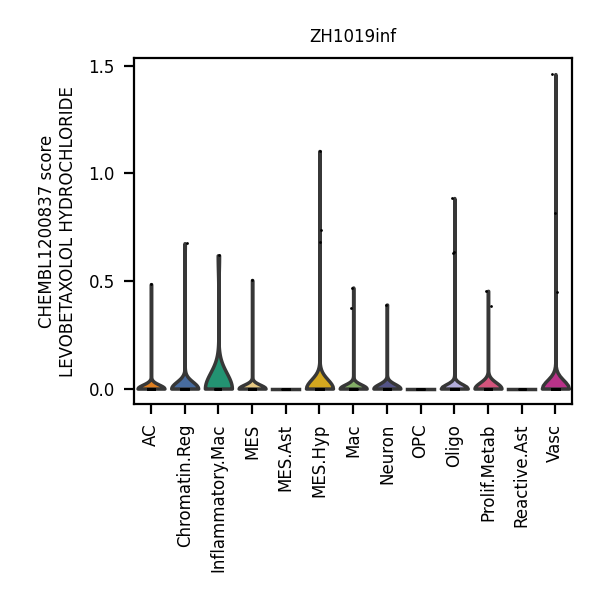 ZH1019inf
CHEMBL1200837 score
LEVOBETAXOLOL HYDROCHLORIDE
1.5
1.0
0.5
0.0
AC
Chromatin.Reg
Inflammatory.Mac
MES
MES.Ast
MES.Hyp
Mac
Neuron
OPC
Oligo
Prolif.Metab
Reactive.Ast
Vasc